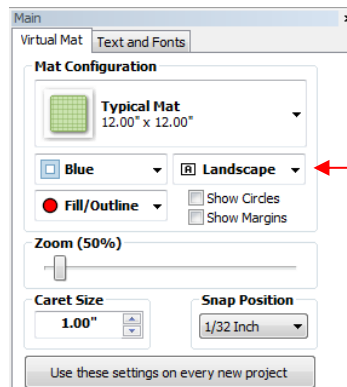 Main
Virtual Mat Text and Fonts
Mat Configuration
Typical Mat
12.00" x 12.00"
Blue
A Landscape
Fill/Outline
Show Circles
Show Margins
Zoom (50%)
Caret Size
1.00"
Snap Position
1/32 Inch
Use these settings on every new project